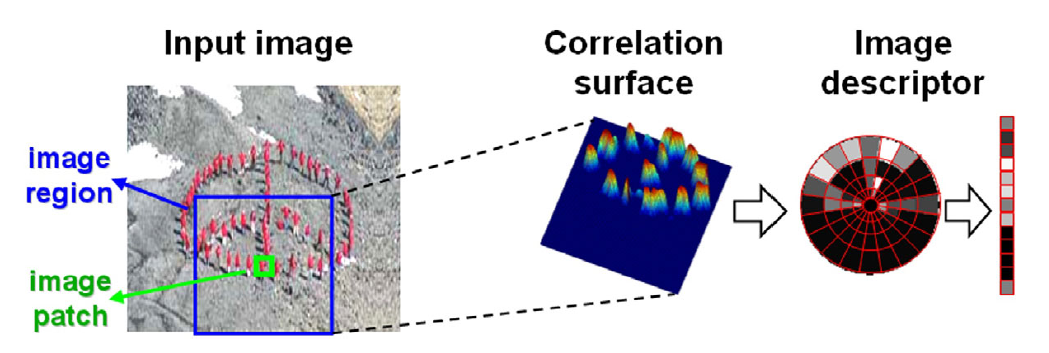 Input image
Correlation
surface
Image
descriptor
image
region
image
patch